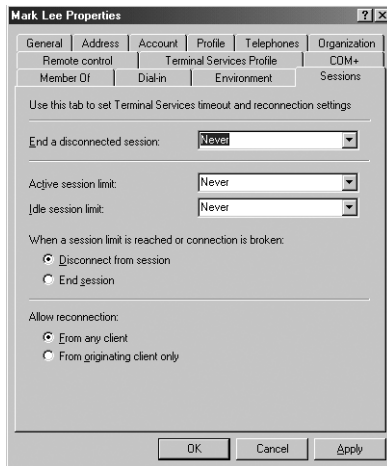 Mark Lee Properties
General Address Account Profile Telephones Organization
Remote control Terminal Services Profile COM+
Member Of Dial-in Environment Sessions
Use this tab to set Terminal Services timeout and reconnection settings
End a disconnected session: Never
Active session limit: Never
Idle session limit: Never
When a session limit is reached or connection is broken:
Disconnect from session
End session
Allow reconnection:
From any client
From originating client only
OK Cancel Apply